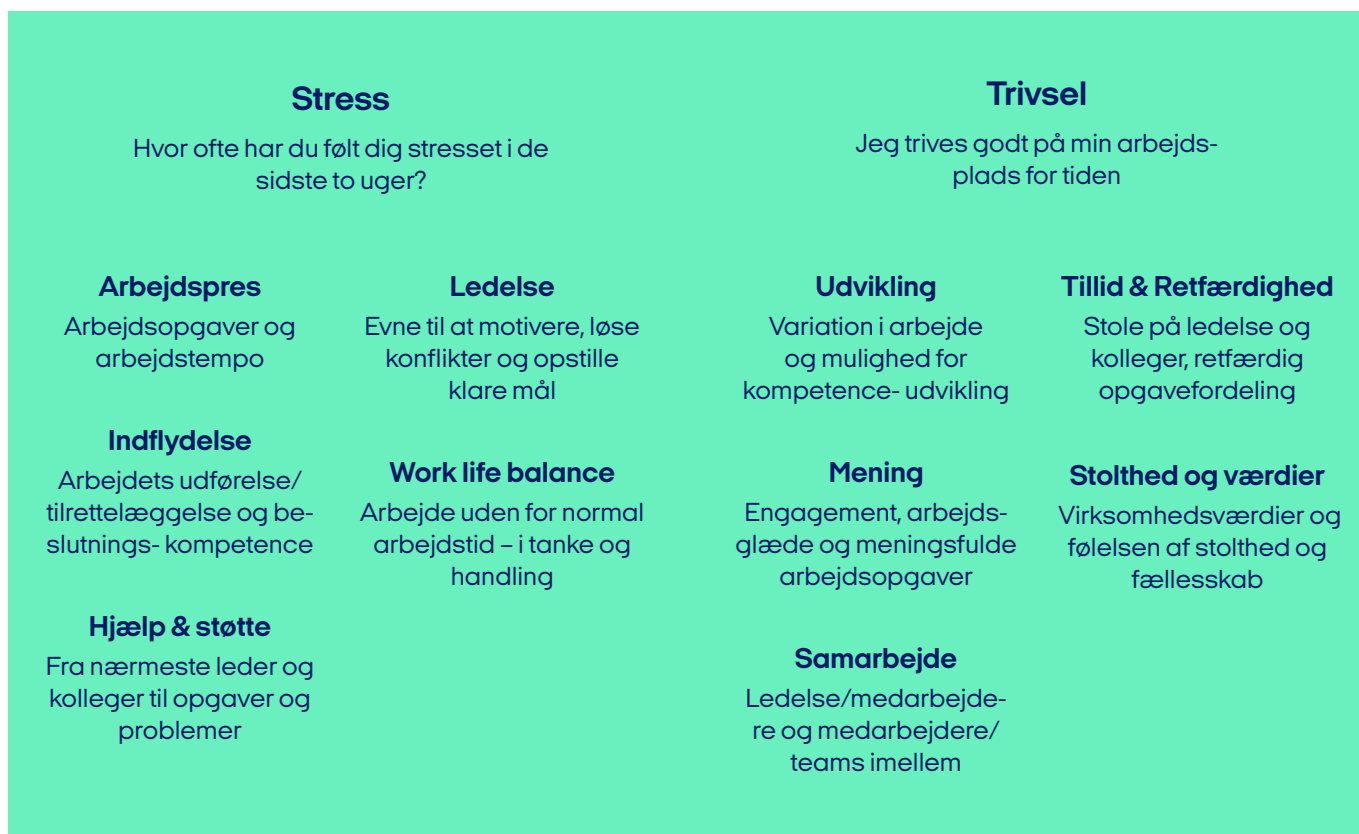 Stress
Hvor ofte har du følt dig stresset i de
sidste to uger?
Arbejdspres
Arbejdsopgaver og
arbejdstempo
Indflydelse
Arbejdets udførelse/
tilrettelæggelse og be-
slutnings- kompetence
Hjælp & støtte
Fra nærmeste leder og
kolleger til opgaver og
problemer
Ledelse
Evne til at motivere, løse
konflikter og opstille
klare mål
Work life balance
Arbejde uden for normal
arbejdstid – i tanke og
handling
Trivsel
Jeg trives godt på min arbejds-
plads for tiden
Udvikling
Variation i arbejde
og mulighed for
kompetence- udvikling
Mening
Engagement, arbejds-
glæde og meningsfulde
arbejdsopgaver
Samarbejde
Ledelse/medarbejde-
re og medarbejdere/
teams imellem
Tillid & Retfærdighed
Stole på ledelse og
kolleger, retfærdig
opgavefordeling
Stolthed og værdier
Virksomhedsværdier og
følelsen af stolthed og
fællesskab